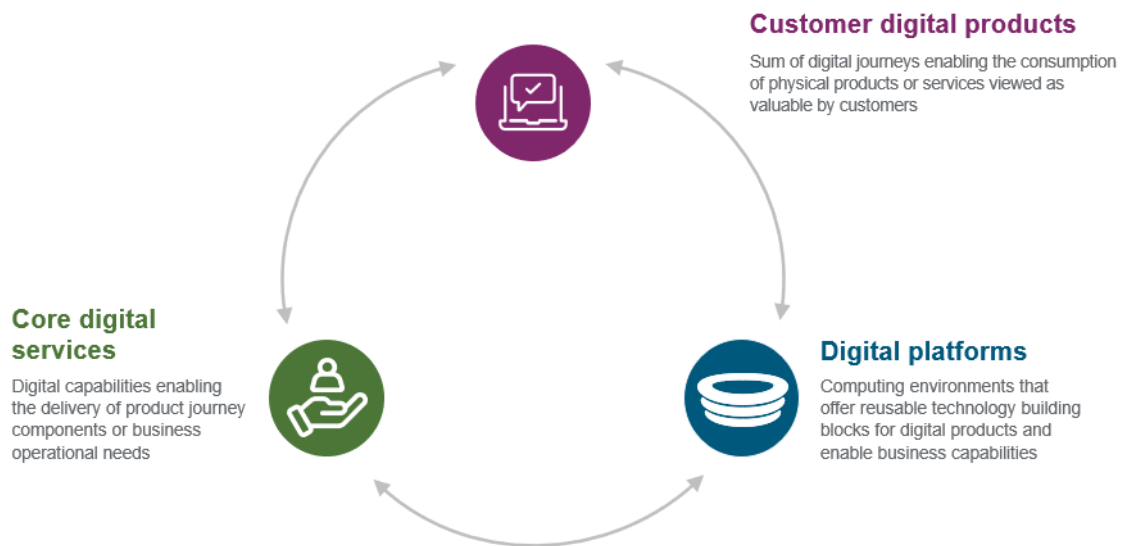 Customer digital products
Sum of digital journeys enabling the consumption
of physical products or services viewed as
valuable by customers
Core digital
services
Digital capabilities enabling
the delivery of product journey
components or business
operational needs
Digital platforms
Computing environments that
offer reusable technology building
blocks for digital products and
enable business capabilities